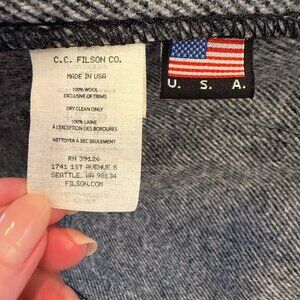 C.C. FILSON CO.
MADE IN USA
100% WOOL
EXCLUSIVE OF TRIMS
DRY CLEAN ONLY
100% LAINE
À L'EXCEPTION DES BORDURES
NETTOYER À SEC SEULEMENT
RN 39126
1741 1ST AVENUE S
SEATTLE, WA 98134
FILSON.COM
U. S. A.